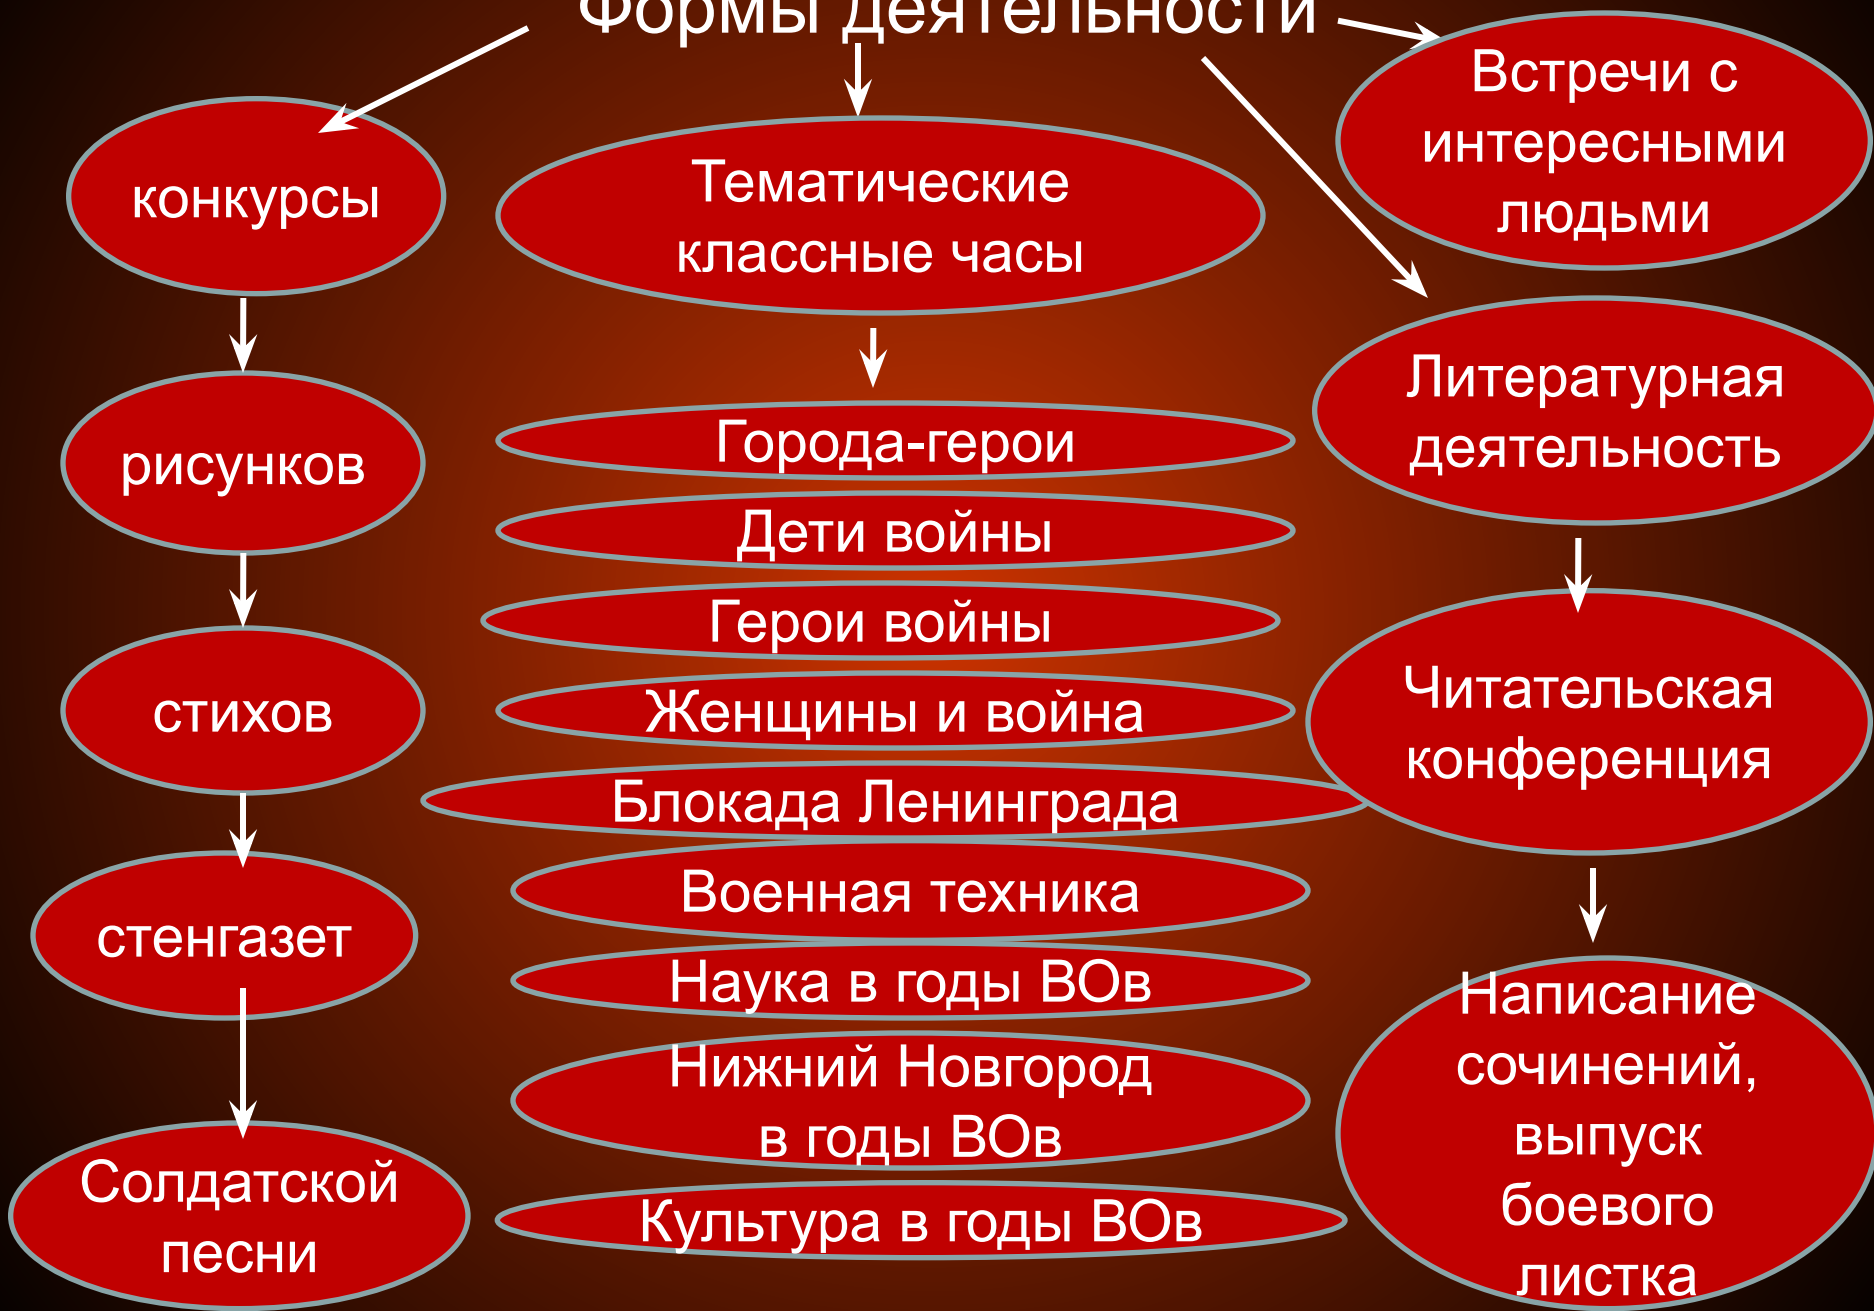 Формы деятельности
конкурсы
рисунков
стихов
стенгазет
Солдатской
песни
Тематические
классные часы
Города-герои
Дети войны
Герои войны
Женщины и война
Блокада Ленинграда
Военная техника
Наука в годы ВОв
Нижний Новгород
в годы ВОв
Культура в годы ВОв
Встречи с
интересными
людьми
Литературная
деятельность
Читательская
конференция
Написание
сочинений,
выпуск
боевого
листка